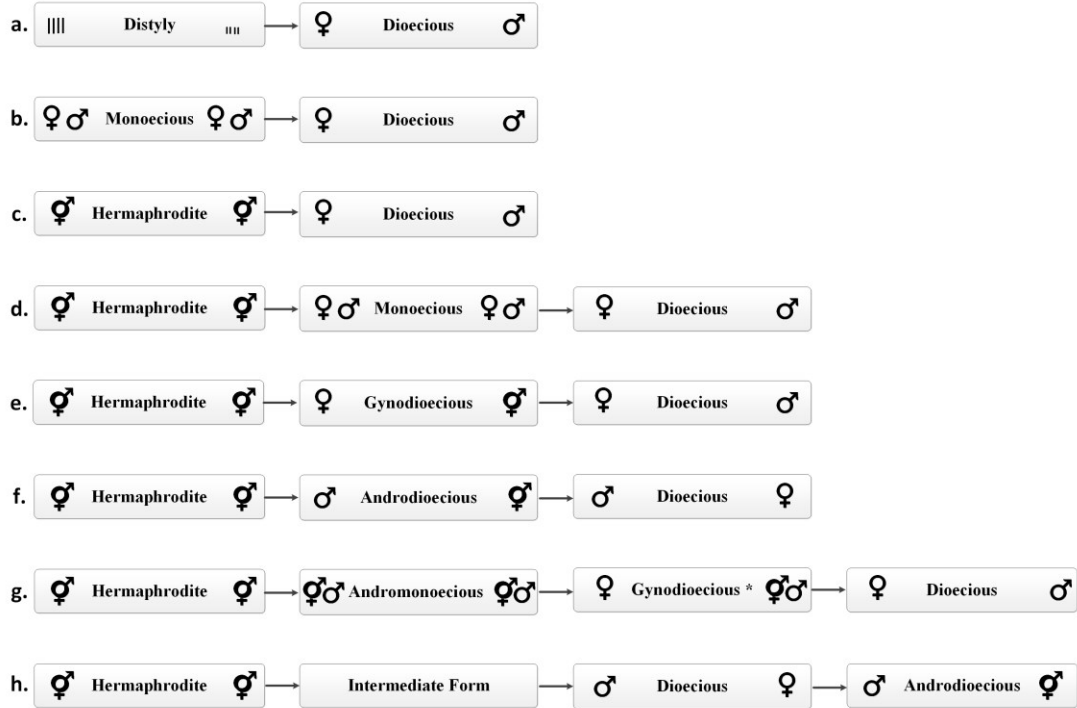 a. Distyly Dioecious
b. Monoecious Dioecious
c. Hermaphrodite Dioecious
d. Hermaphrodite Monoecious Dioecious
e. Hermaphrodite Gynodioecious Dioecious
f. Hermaphrodite Androdioecious Dioecious
g. Hermaphrodite Andromonoecious Gynodioecious * Dioecious
h. Hermaphrodite Intermediate Form Dioecious Androdioecious